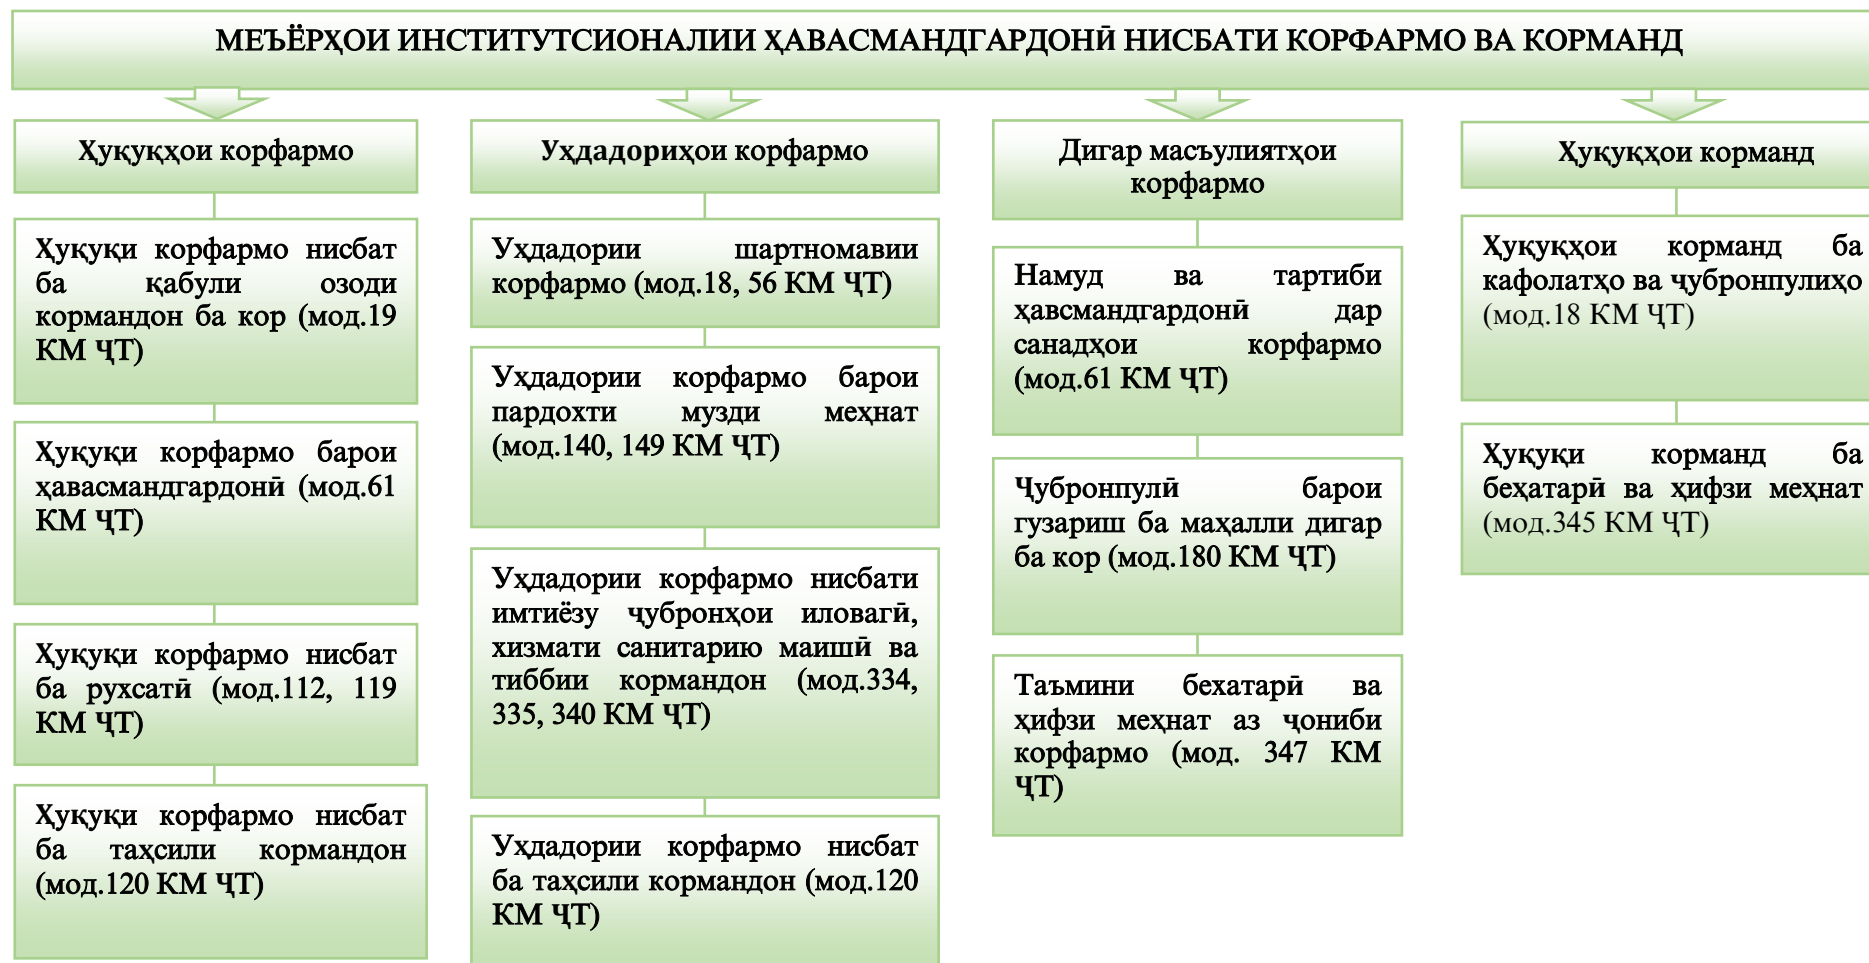 МЕЪЁРҲОИ ИНСТИТУТСИОНАЛИИ ҲАВАСМАНДГАРДОНӢ НИСБАТИ КОРФАРМО ВА КОРМАНД
Ҳуқуқҳои корфармо
Ҳуқуқи корфармо нисбат
ба қабули озоди
кормандон ба кор (мод.19
КМ ҶТ)
Ҳуқуқи корфармо барои
ҳавасмандгардонӣ (мод.61
КМ ҶТ)
Ҳуқуқи корфармо нисбат
ба рухсатӣ (мод.112, 119
КМ ҶТ)
Ҳуқуқи корфармо нисбат
ба таҳсили кормандон
(мод.120 КМ ҶТ)
Уҳдадориҳои корфармо
Уҳдадории шартномавии
корфармо (мод.18, 56 КМ ҶТ)
Уҳдадории корфармо барои
пардохти музди меҳнат
(мод.140, 149 КМ ҶТ)
Уҳдадории корфармо нисбати
имтиёзу ҷубронҳои иловагӣ,
хизмати санитарию маишӣ ва
тиббии кормандон (мод.334,
335, 340 КМ ҶТ)
Уҳдадории корфармо нисбат
ба таҳсили кормандон (мод.120
КМ ҶТ)
Дигар масъулиятҳои
корфармо
Намуд ва тартиби
ҳавсмандгардонӣ дар
санадҳои корфармо
(мод.61 КМ ҶТ)
Ҷубронпулӣ барои
гузариш ба маҳалли дигар
ба кор (мод.180 КМ ҶТ)
Таъмини бехатарӣ ва
ҳифзи меҳнат аз ҷониби
корфармо (мод. 347 КМ
ҶТ)
Ҳуқуқҳои корманд
Ҳуқуқҳои корманд ба
кафолатҳо ва ҷубронпулиҳо
(мод.18 КМ ҶТ)
Ҳуқуқи корманд ба
беҳатарӣ ва ҳифзи меҳнат
(мод.345 КМ ҶТ)